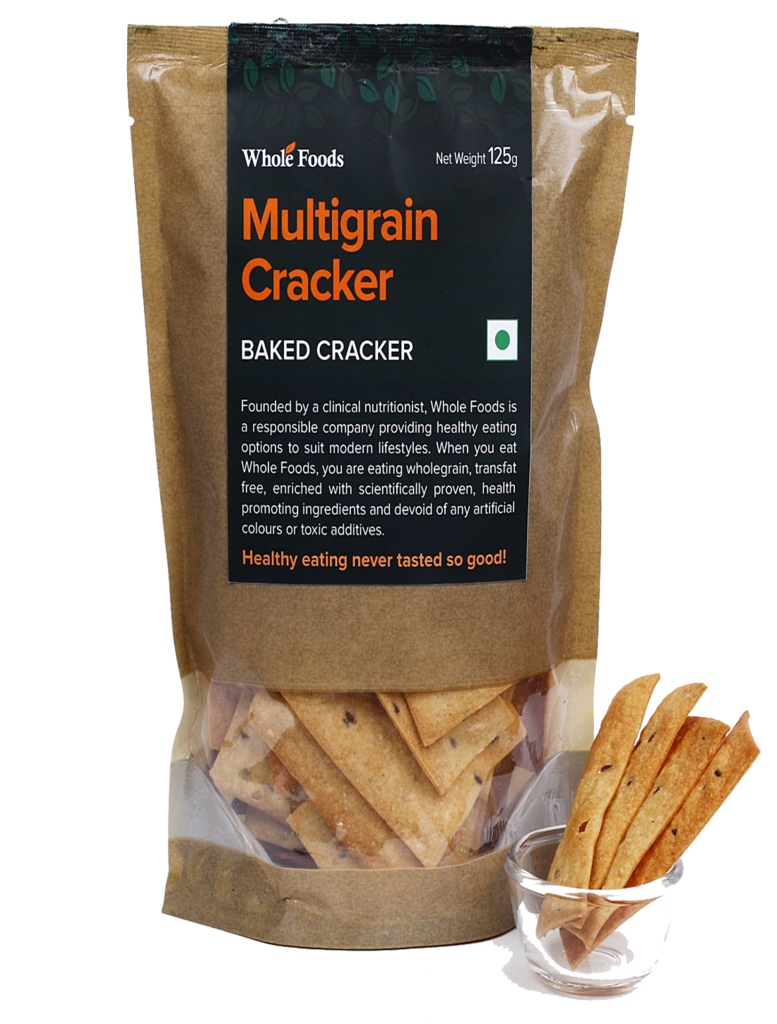 Whole Foods
Net Weight 125g
Multigrain
Cracker
BAKED CRACKER
Founded by a clinical nutritionist, Whole Foods is
a responsible company providing healthy eating
options to suit modern lifestyles. When you eat
Whole Foods, you are eating wholegrain, transfat
free, enriched with scientifically proven, health
promoting ingredients and devoid of any artificial
colours or toxic additives.
Healthy eating never tasted so good!